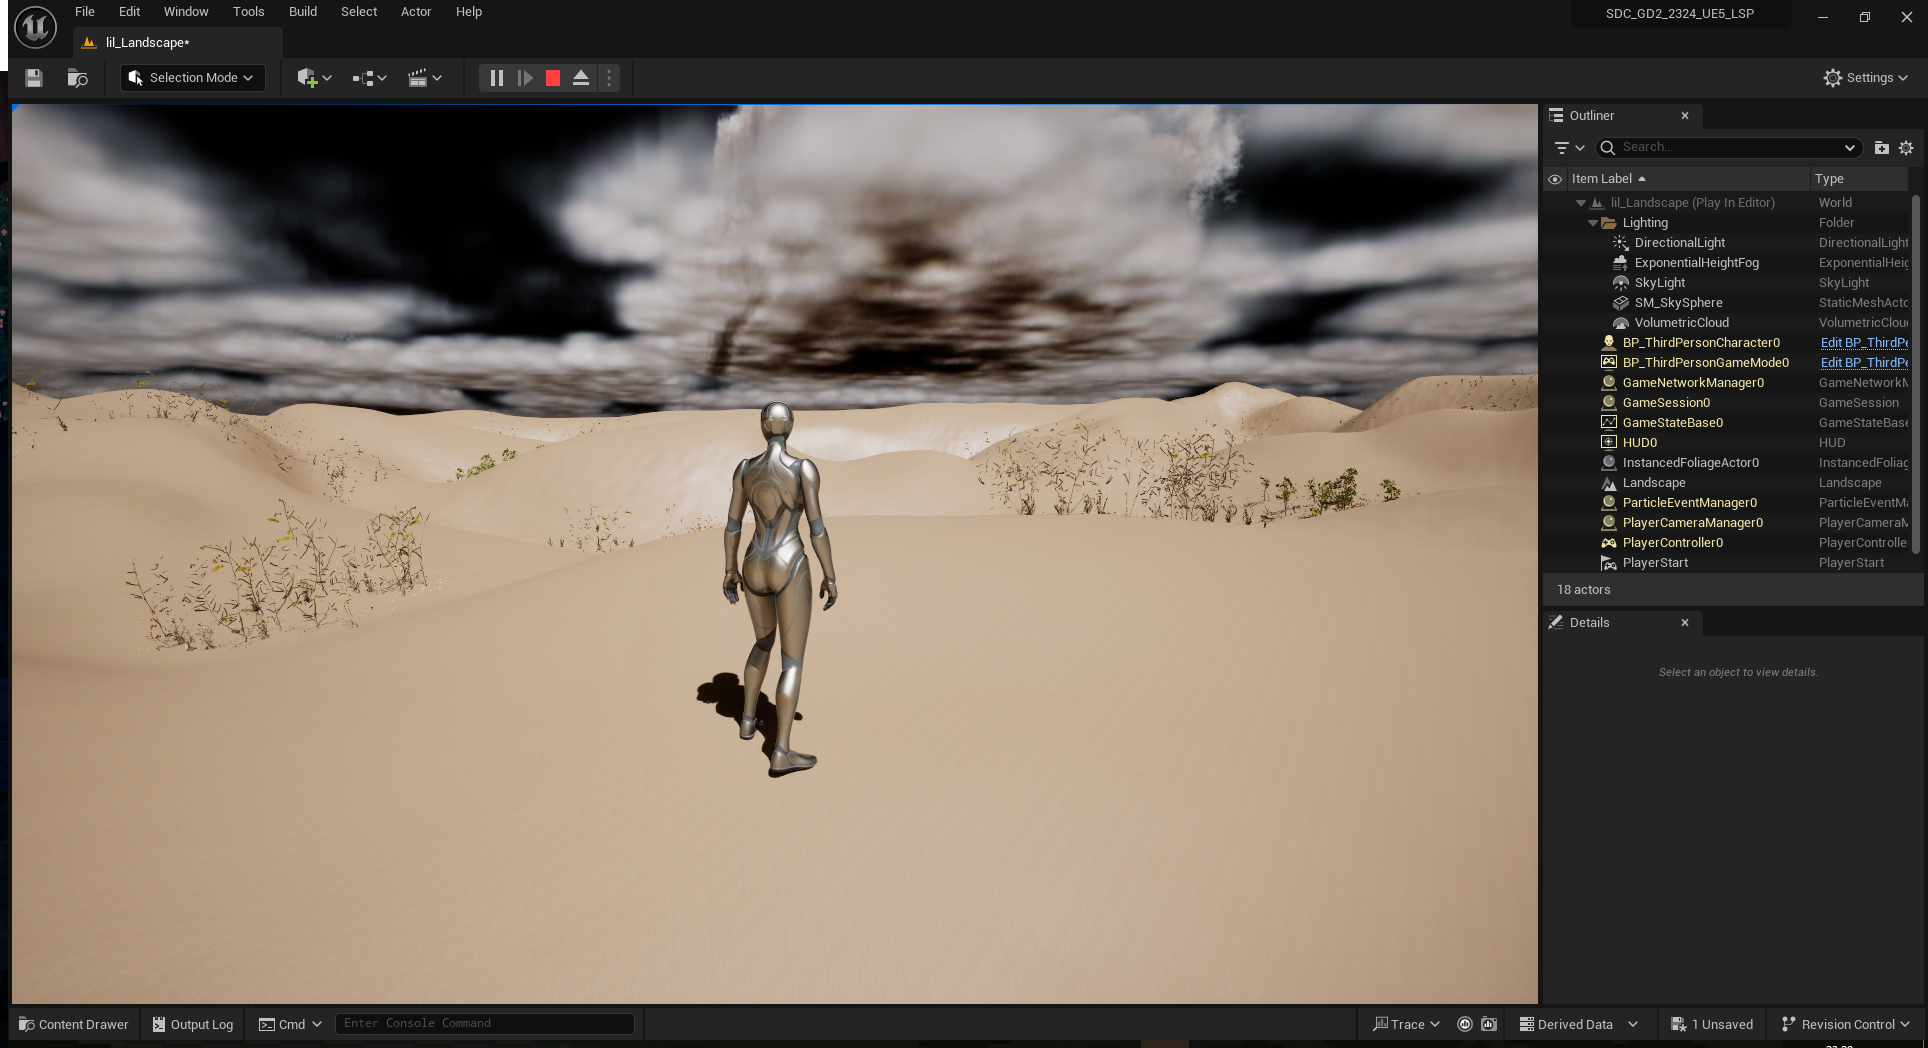 File Edit Window Tools Build Select Actor Help
SDC_GD2_2324_UE5_LSP
lil_Landscape*
Selection Mode
Settings
Outliner
Search...
Item Label Type
lil_Landscape (Play In Editor) World
Lighting Folder
DirectionalLight DirectionalLight
ExponentialHeightFog ExponentialHeig
SkyLight SkyLight
SM_SkySphere StaticMeshActo
VolumetricCloud VolumetricClou
BP_ThirdPersonCharacter0 Edit BP_ThirdPe
BP_ThirdPersonGameMode0 Edit BP_ThirdPe
GameNetworkManager0 GameNetworkM
GameSession0 GameSession
GameStateBase0 GameStateBase
HUD0 HUD
InstancedFoliageActor0 InstancedFoliag
Landscape Landscape
ParticleEventManager0 ParticleEventMa
PlayerCameraManager0 PlayerCameraM
PlayerController0 PlayerControlle
PlayerStart PlayerStart
18 actors
Details
Select an object to view details.
Content Drawer Output Log Cmd Enter Console Command Trace Derived Data 1 Unsaved Revision Control